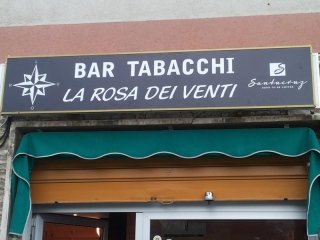 BAR TABACCHI
LA ROSA DEI VENTI
Santacruz